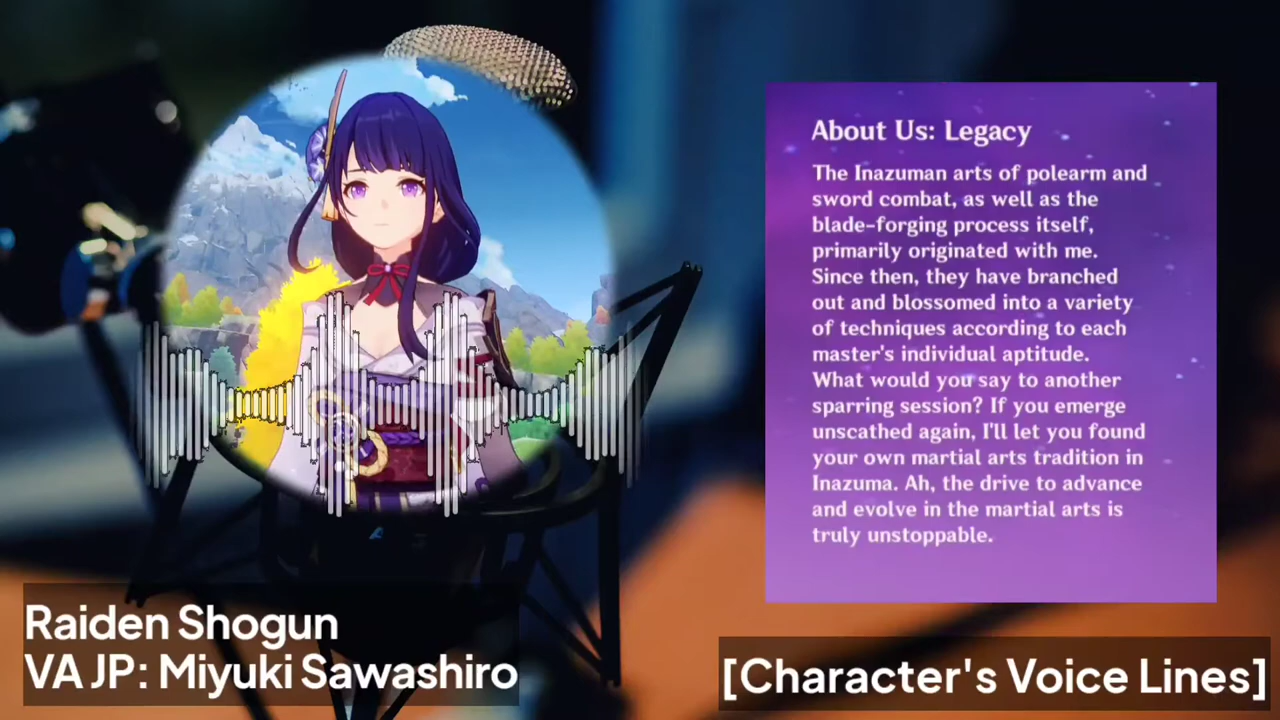 About Us: Legacy
The Inazuman arts of polearm and
sword combat, as well as the
blade-forging process itself,
primarily originated with me.
Since then, they have branched
out and blossomed into a variety
of techniques according to each
master's individual aptitude.
What would you say to another
sparring session? If you emerge
unscathed again, I'll let you found
your own martial arts tradition in
Inazuma. Ah, the drive to advance
and evolve in the martial arts is
truly unstoppable.
Raiden Shogun
VA JP: Miyuki Sawashiro
[Character's Voice Lines]